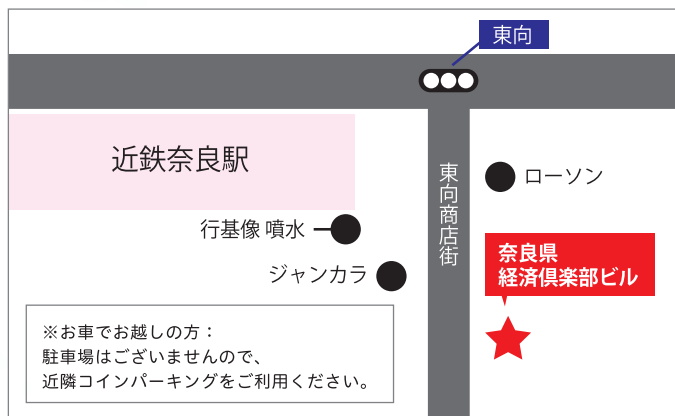 東向
近鉄奈良駅
東向商店街
ローソン
行基像 噴水
ジャンカラ
奈良県
経済倶楽部ビル
※お車でお越しの方：
駐車場はございませんので、
近隣コインパーキングをご利用ください。